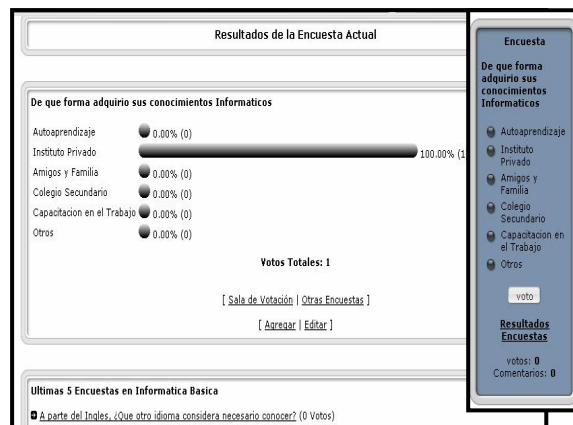 Resultados de la Encuesta Actual
De que forma adquirio sus conocimientos Informaticos
Autoaprendizaje 0.00% (0)
Instituto Privado 100.00% (1
Amigos y Familia 0.00% (0)
Colegio Secundario 0.00% (0)
Capacitacion en el Trabajo 0.00% (0)
Otros 0.00% (0)
Votos Totales: 1
[ Sala de Votación | Otras Encuestas ]
[ Agregar | Editar ]
Ultimas 5 Encuestas en Informatica Basica
A parte del Ingles, ¿Que otro idioma considera necesario conocer? (0 Votos)
Encuesta
De que forma
adquirio sus
conocimientos
Informaticos
Autoaprendizaje
Instituto
Privado
Amigos y
Familia
Colegio
Secundario
Capacitacion en
el Trabajo
Otros
voto
Resultados
Encuestas
votos: 0
Comentarios: 0